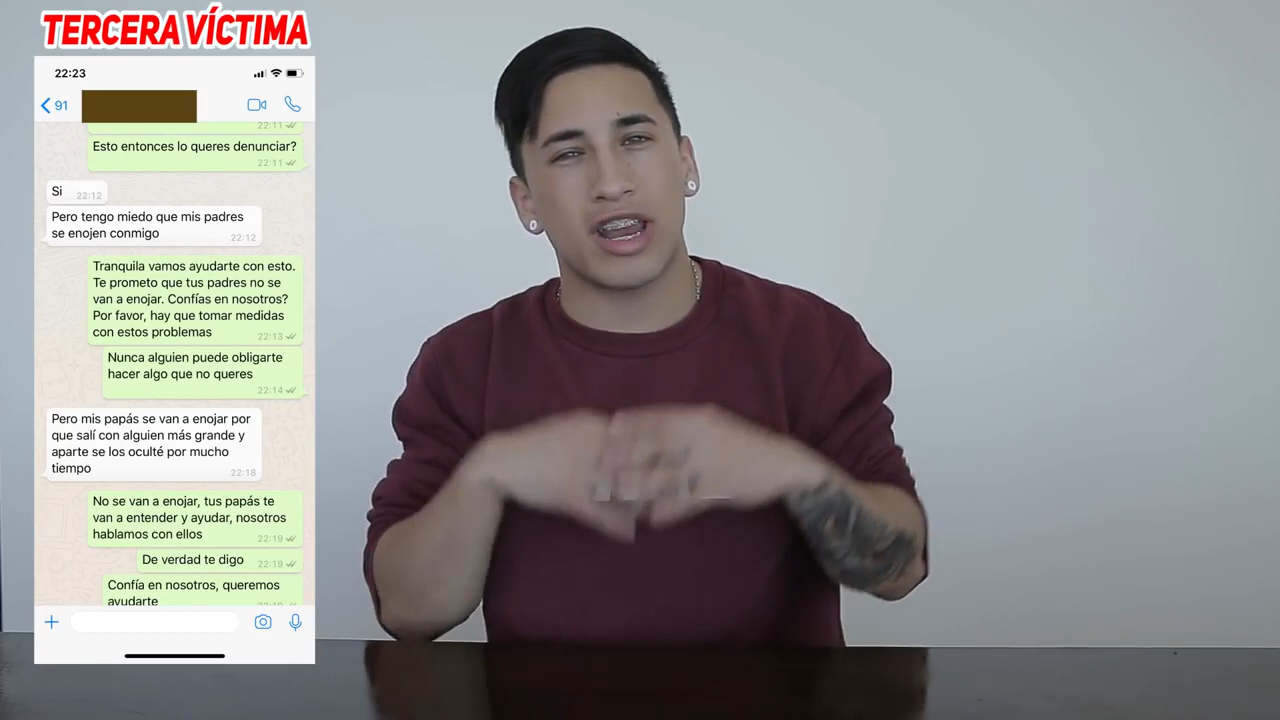 TERCERA VÍCTIMA
22:23
91
22:11
Esto entonces lo queres denunciar?
22:11
Si 22:12
Pero tengo miedo que mis padres
se enojen conmigo
22:12
Tranquila vamos ayudarte con esto.
Te prometo que tus padres no se
van a enojar. Confías en nosotros?
Por favor, hay que tomar medidas
con estos problemas
22:13
Nunca alguien puede obligarte
hacer algo que no queres
22:14
Pero mis papás se van a enojar por
que salí con alguien más grande y
aparte se los oculté por mucho
tiempo
22:18
No se van a enojar, tus papás te
van a entender y ayudar, nosotros
hablamos con ellos
22:19
De verdad te digo 22:19
Confía en nosotros, queremos
ayudarte